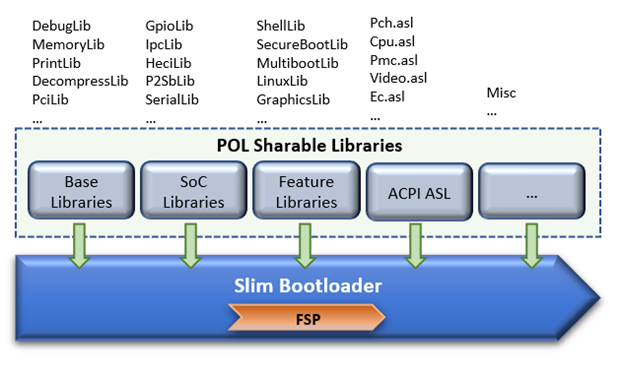 DebugLib
MemoryLib
PrintLib
DecompressLib
PciLib
...
GpioLib
IpcLib
HeciLib
P2SbLib
SerialLib
...
ShellLib
SecureBootLib
MultibootLib
LinuxLib
GraphicsLib
...
Pch.asl
Cpu.asl
Pmc.asl
Video.asl
Ec.asl
...
Misc
...
POL Sharable Libraries
Base
Libraries
SoC
Libraries
Feature
Libraries
ACPI ASL
...
Slim Bootloader
FSP